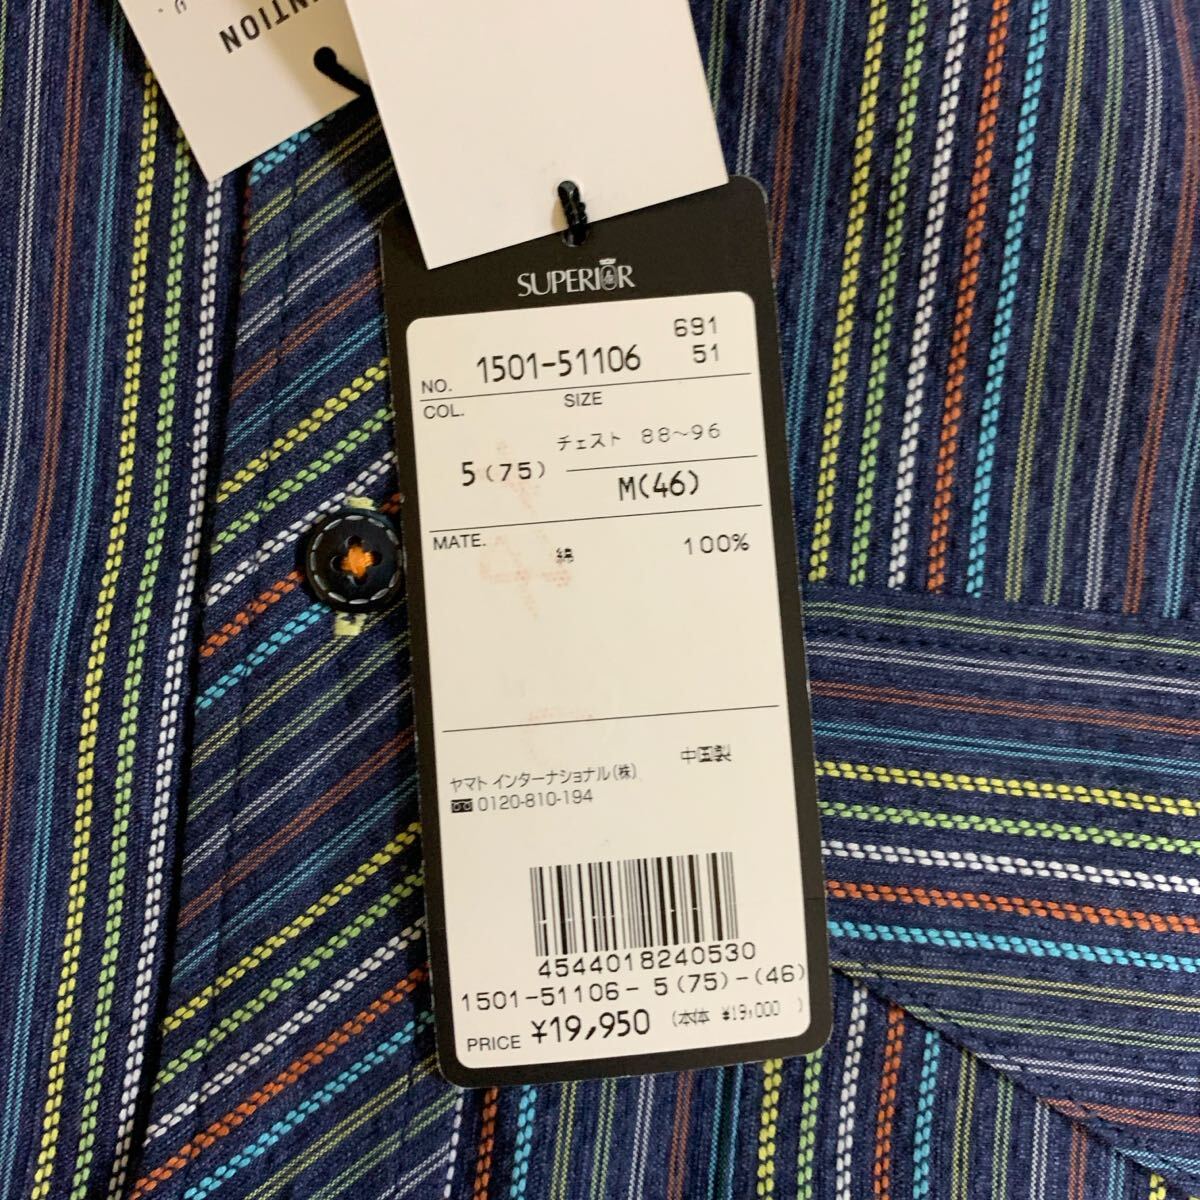 NTION
SUPERIOR
691
NO. 1501-51106 51
COL. SIZE
チェスト 88~96
5(75)
M(46)
MATE.
綿 100%
中国製
ヤマト インターナショナル(株)
0120-810-194
4544018240530
1501-51106- 5(75)-(46)
PRICE ¥19,950 (本体 ¥19,000 )